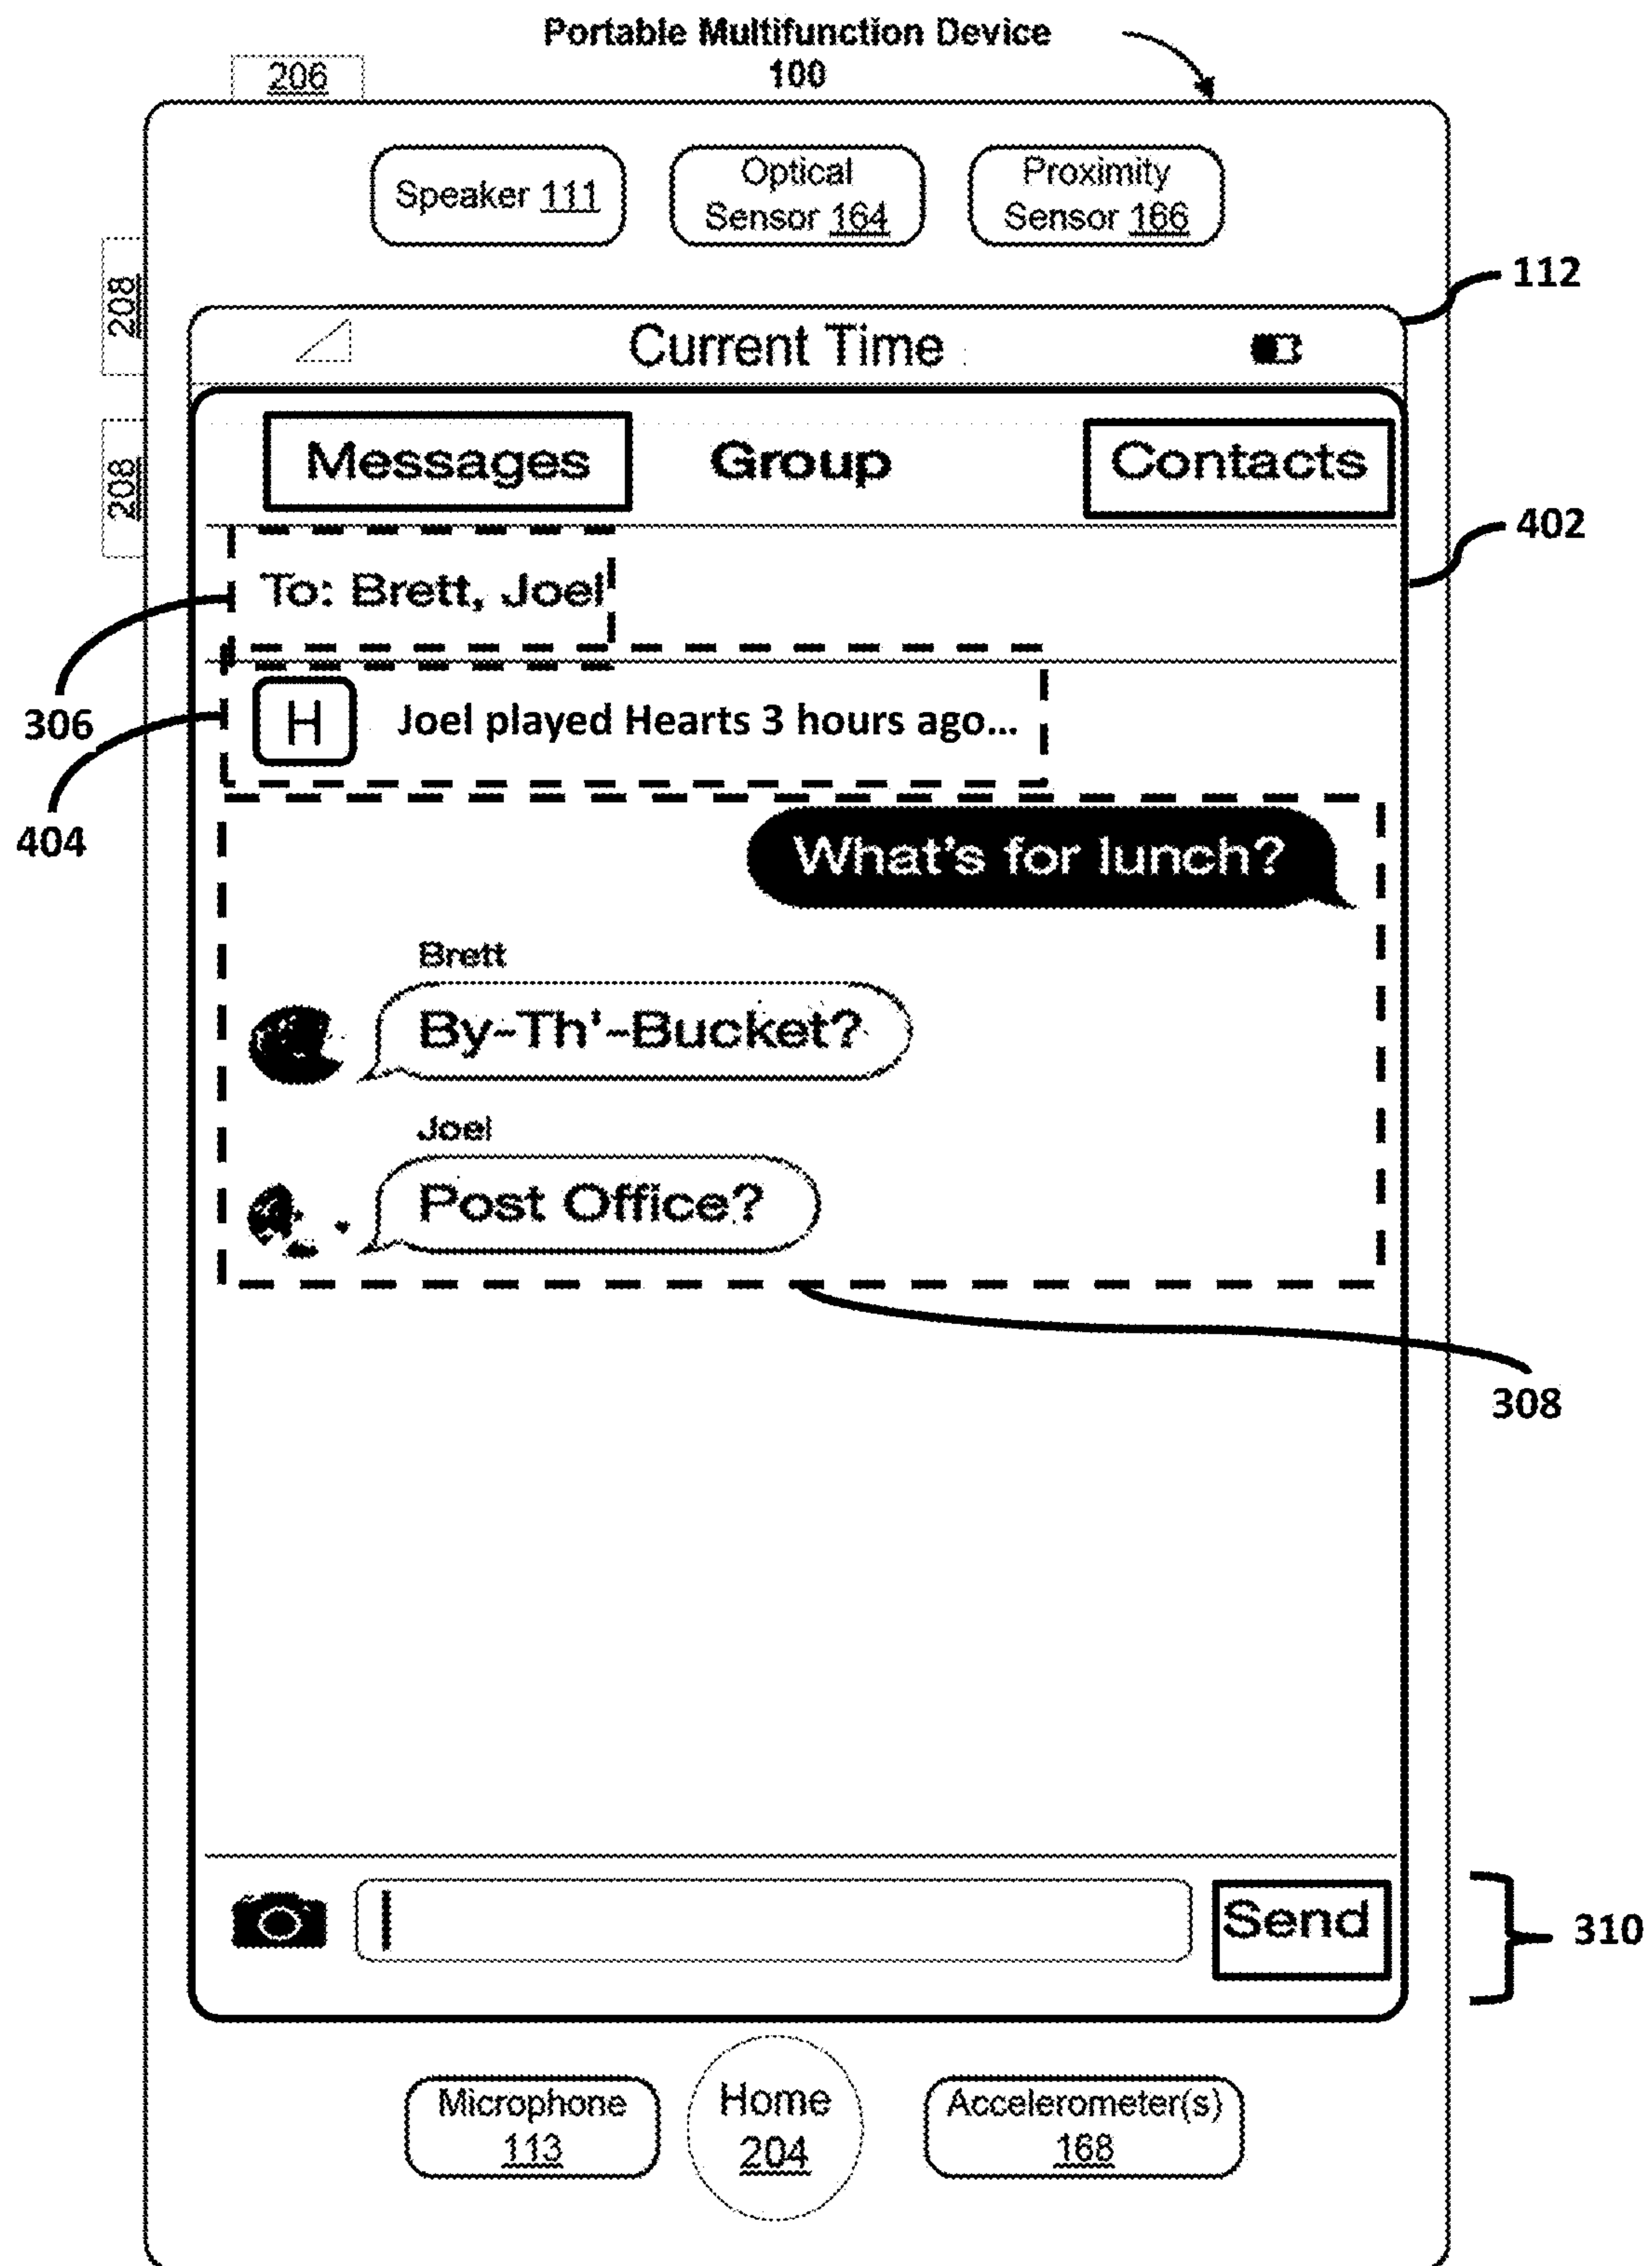 Portable Multifunction Device
100
206
Speaker 111
Optical
Sensor 164
Proximity
Sensor 166
208
112
Current Time
Messages
Group
Contacts
208
402
To: Brett, Joel
306
H
Joel played Hearts 3 hours ago...
404
What's for lunch?
Brett
By-Th'-Bucket?
Joel
Post Office?
308
Send
310
Microphone
113
Home
204
Accelerometer(s)
168